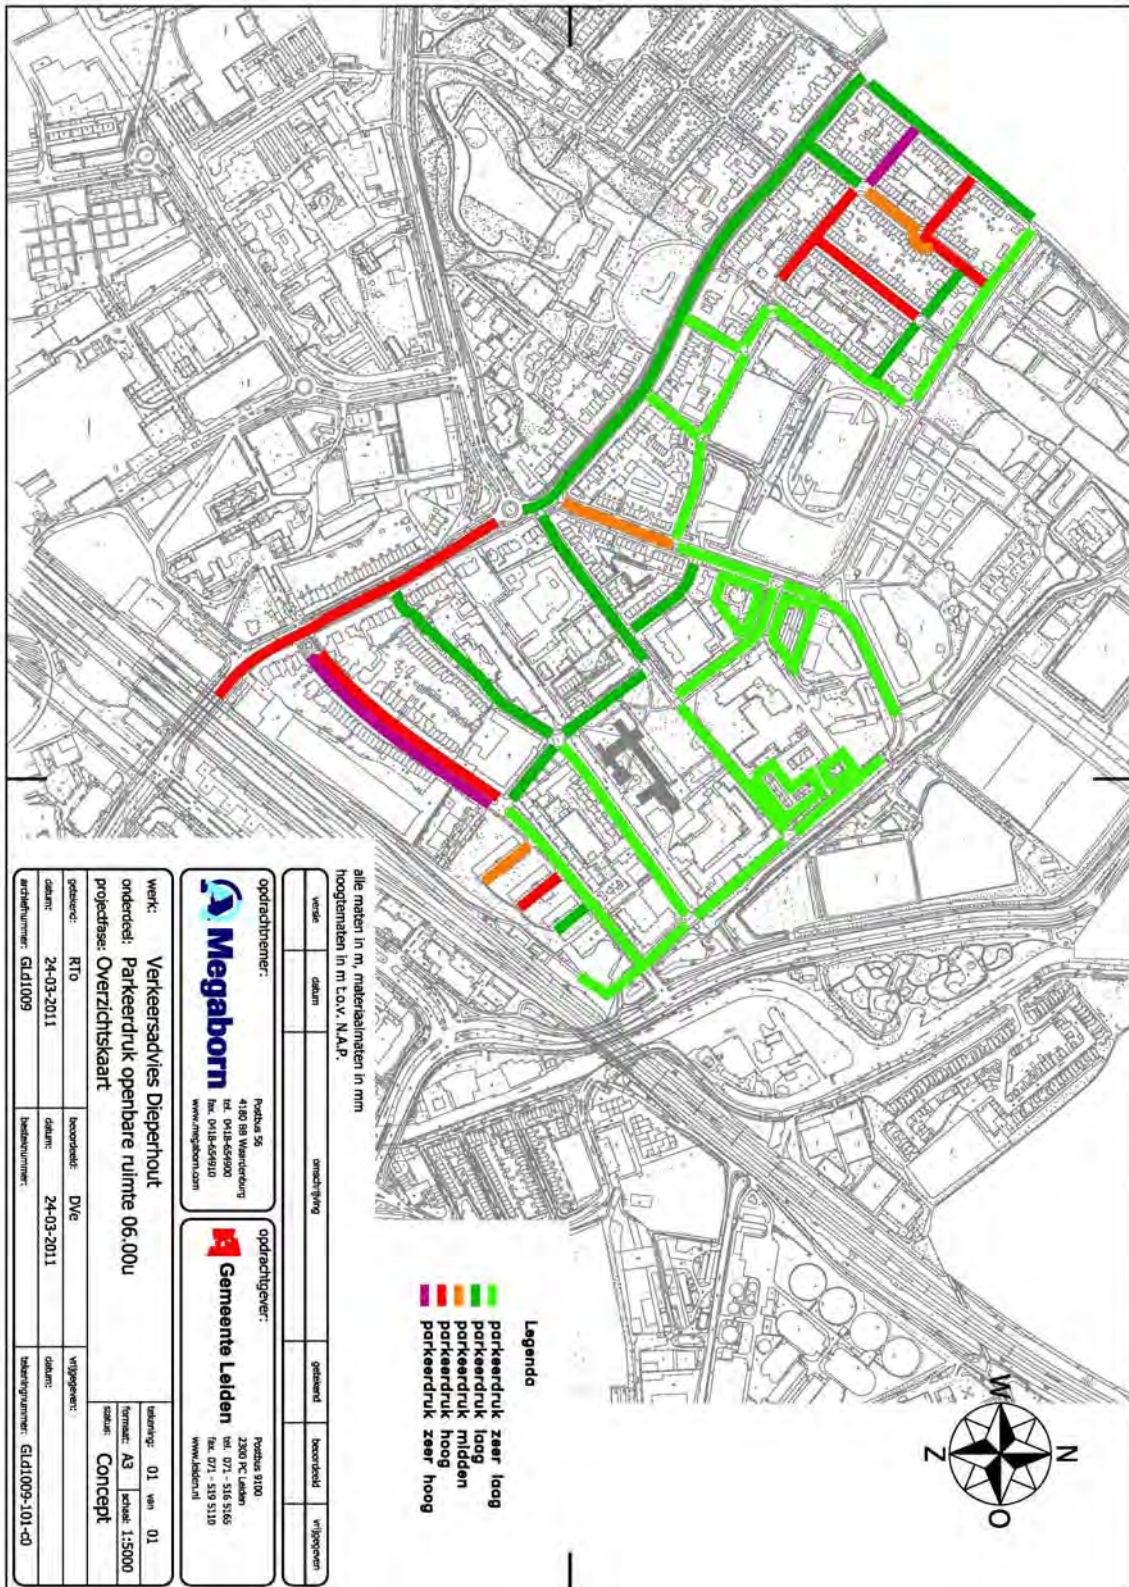 alle maten in m, materiaalmaten in mm
hoogtematen in m t.o.v. N.A.P.
Legenda
parkeerdruk zeer laag
parkeerdruk laag
parkeerdruk midden
parkeerdruk hoog
parkeerdruk zeer hoog
N
O
Z
W
versie
datum
omschrijving
getekend
beoordeeld
vrijgegeven
opdrachtnemer:
Megaborn
Postbus 56
4180 BB Waardenburg
tel. 0418-654900
fax. 0418-654910
www.megaborn.com
opdrachtgever:
Gemeente Leiden
Postbus 9100
2300 PC Leiden
tel. 071 - 516 5165
fax. 071 - 519 5110
www.leiden.nl
werk: Verkeersadvies Dieperhout
onderdeel: Parkeerdruk openbare ruimte 06.00u
projectfase: Overzichtskaart
tekening: 01 van 01
formaat: A3 schaal: 1:5000
status: Concept
getekend: RTo
beoordeeld: DVe
vrijgegeven:
datum: 24-03-2011
datum: 24-03-2011
datum:
archiefnummer: GLd1009
besteknummer:
tekeningnummer: GLd1009-101-c0